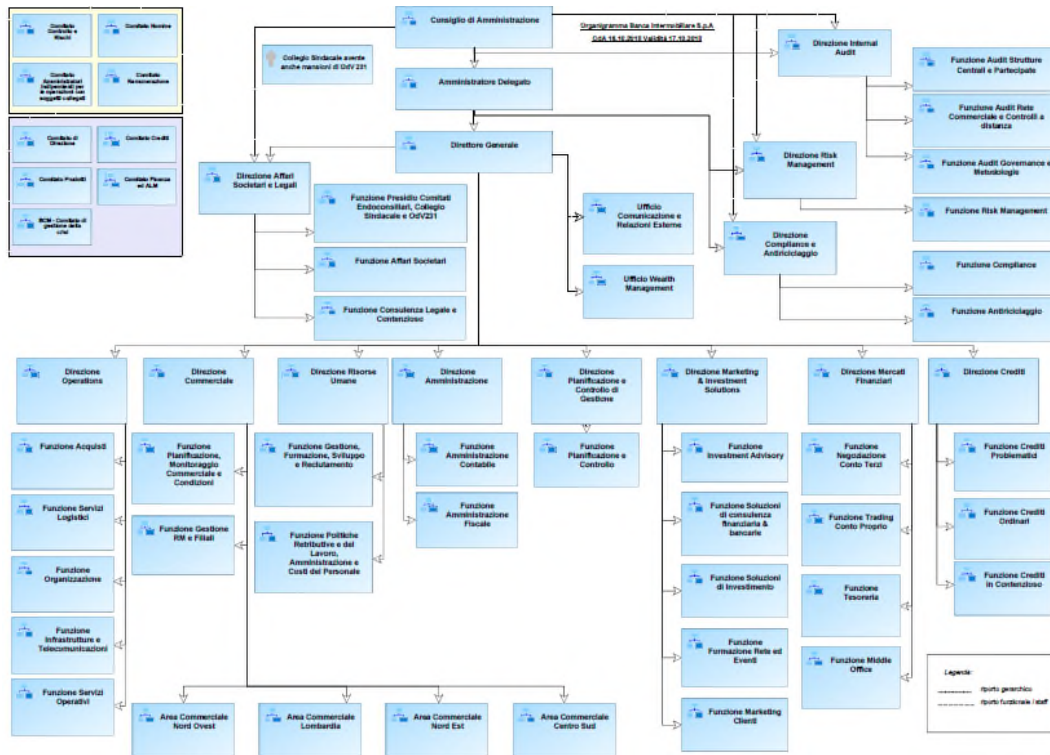 Comitato
Controllo e
Rischi
Comitato Nomine
Comitato
Amministratori
Indipendenti per
le operazioni con
soggetti collegati
Comitato
Remunerazione
Comitato di
Direzione
Comitato Crediti
Comitato Prodotti
Comitato Finanza
ed ALM
BCM - Comitato di
gestione della
crisi
Consiglio di Amministrazione
Organigramma Banca Intermobiliare S.p.A
CdA 16.10.2018 Validità 17.10.2018
Collegio Sindacale avente
anche mansioni di OdV 231
Amministratore Delegato
Direttore Generale
Direzione Internal
Audit
Funzione Audit Strutture
Centrali e Partecipate
Funzione Audit Rete
Commerciale e Controlli a
distanza
Funzione Audit Governance e
Metodologie
Direzione Risk
Management
Funzione Risk Management
Direzione
Compliance e
Antiriciclaggio
Funzione Compliance
Funzione Antiriciclaggio
Direzione Affari
Societari e Legali
Funzione Presidio Comitati
Endoconsiliari, Collegio
Sindacale e OdV231
Funzione Affari Societari
Funzione Consulenza Legale e
Contenzioso
Ufficio
Comunicazione e
Relazioni Esterne
Ufficio Wealth
Management
Direzione
Operations
Direzione
Commerciale
Direzione Risorse
Umane
Direzione
Amministrazione
Direzione
Pianificazione e
Controllo di
Gestione
Direzione Marketing
& Investment
Solutions
Direzione Mercati
Finanziari
Direzione Crediti
Funzione Acquisti
Funzione Servizi
Logistici
Funzione
Organizzazione
Funzione
Infrastrutture e
Telecomunicazioni
Funzione Servizi
Operativi
Funzione
Pianificazione,
Monitoraggio
Commerciale e
Condizioni
Funzione Gestione
RM e Filiali
Funzione Gestione,
Formazione, Sviluppo
e Reclutamento
Funzione Politiche
Retributive e del
Lavoro,
Amministrazione e
Costi del Personale
Funzione
Amministrazione
Contabile
Funzione
Amministrazione
Fiscale
Funzione
Pianificazione e
Controllo
Funzione
Investment Advisory
Funzione Soluzioni
di consulenza
finanziaria &
bancarie
Funzione Soluzioni
di Investimento
Funzione
Formazione Rete ed
Eventi
Funzione Marketing
Clienti
Funzione
Negoziazione
Conto Terzi
Funzione Trading
Conto Proprio
Funzione
Tesoreria
Funzione Middle
Office
Funzione Crediti
Problematici
Funzione Crediti
Ordinari
Funzione Crediti
in Contenzioso
Area Commerciale
Nord Ovest
Area Commerciale
Lombardia
Area Commerciale
Nord Est
Area Commerciale
Centro Sud
Legenda:
riporto gerarchico
riporto funzionale / staff